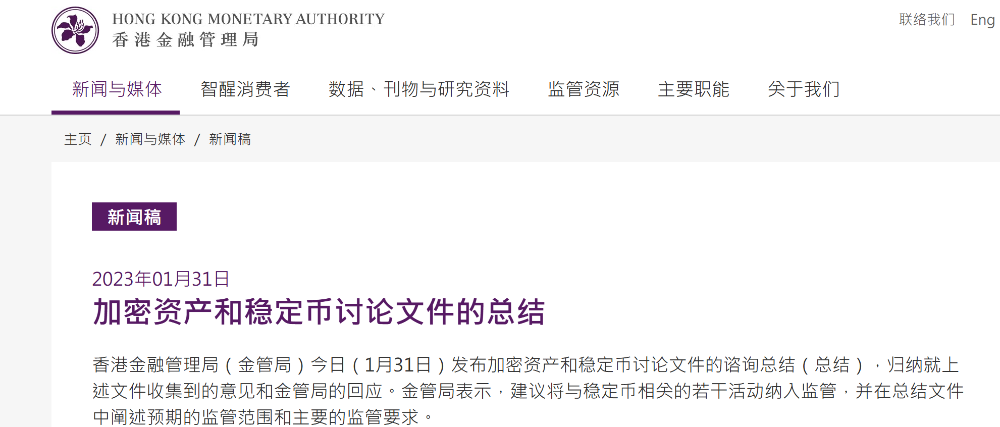 HONG KONG MONETARY AUTHORITY
香港金融管理局
联络我们 Eng
新闻与媒体 智醒消费者 数据、刊物与研究资料 监管资源 主要职能 关于我们
主页 / 新闻与媒体 / 新闻稿
新闻稿
2023年01月31日
加密资产和稳定币讨论文件的总结
香港金融管理局（金管局）今日（1月31日）发布加密资产和稳定币讨论文件的谘询总结（总结），归纳就上
述文件收集到的意见和金管局的回应。金管局表示，建议将与稳定币相关的若干活动纳入监管，并在总结文件
中阐述预期的监管范围和主要的监管要求。